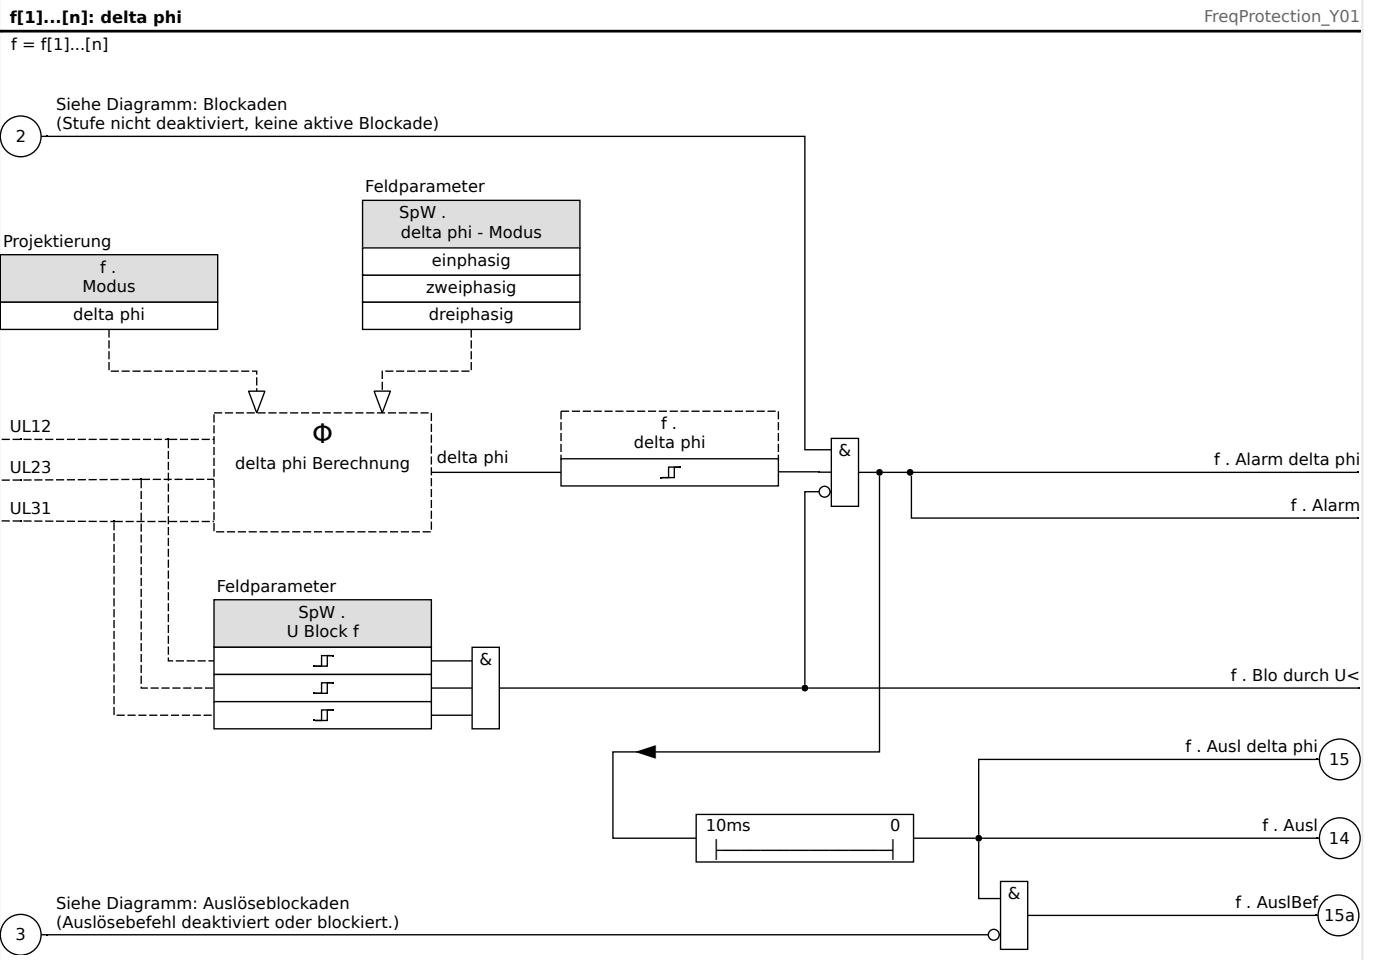 f[1]...[n]: delta phi
FreqProtection_Y01
f = f[1]...[n]
Siehe Diagramm: Blockaden
(Stufe nicht deaktiviert, keine aktive Blockade)
2
Feldparameter
SpW .
delta phi - Modus
einphasig
zweiphasig
dreiphasig
Projektierung
f .
Modus
delta phi
UL12
UL23
UL31
Φ
delta phi Berechnung
delta phi
f .
delta phi
&
f . Alarm delta phi
f . Alarm
Feldparameter
SpW .
U Block f
&
f . Blo durch U<
f . Ausl delta phi
15
10ms 0
f . Ausl
14
&
f . AuslBef
15a
Siehe Diagramm: Auslöseblockaden
(Auslösebefehl deaktiviert oder blockiert.)
3